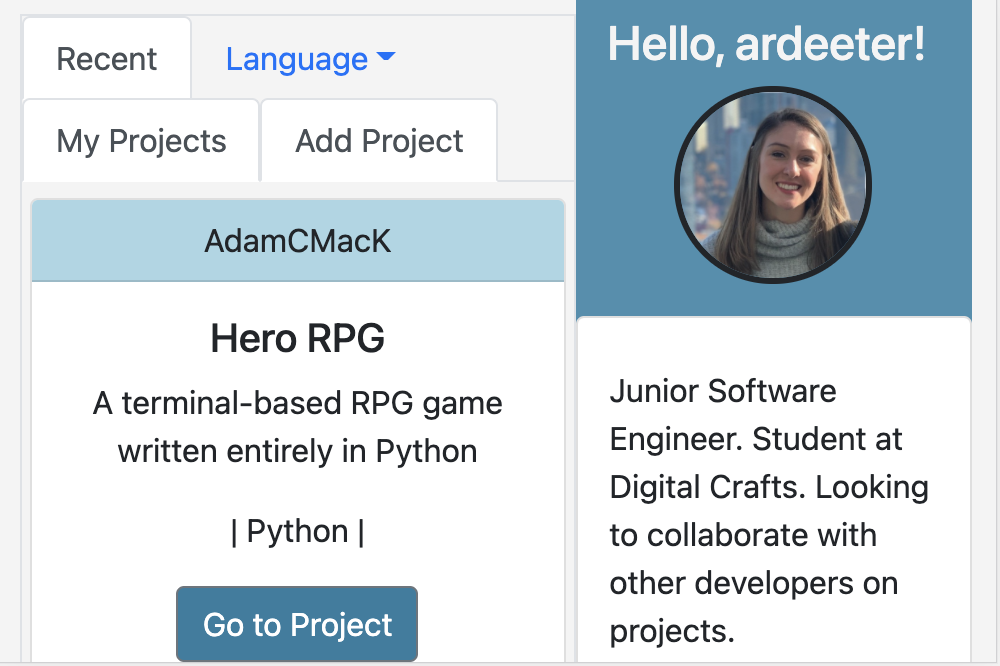 Recent Language
My Projects Add Project
AdamCMacK
Hero RPG
A terminal-based RPG game
written entirely in Python
| Python |
Go to Project
Hello, ardeeter!
Junior Software
Engineer. Student at
Digital Crafts. Looking
to collaborate with
other developers on
projects.